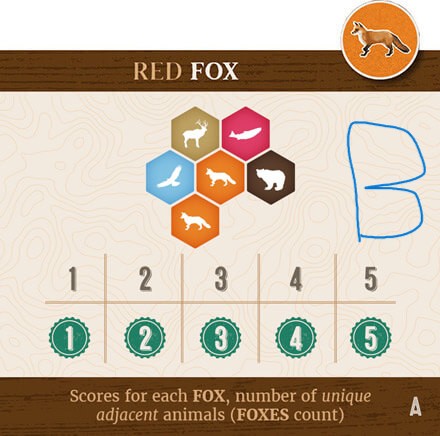 RED FOX
B
1 2 3 4 5
1 2 3 4 5
Scores for each FOX, number of unique
adjacent animals (FOXES count)
A